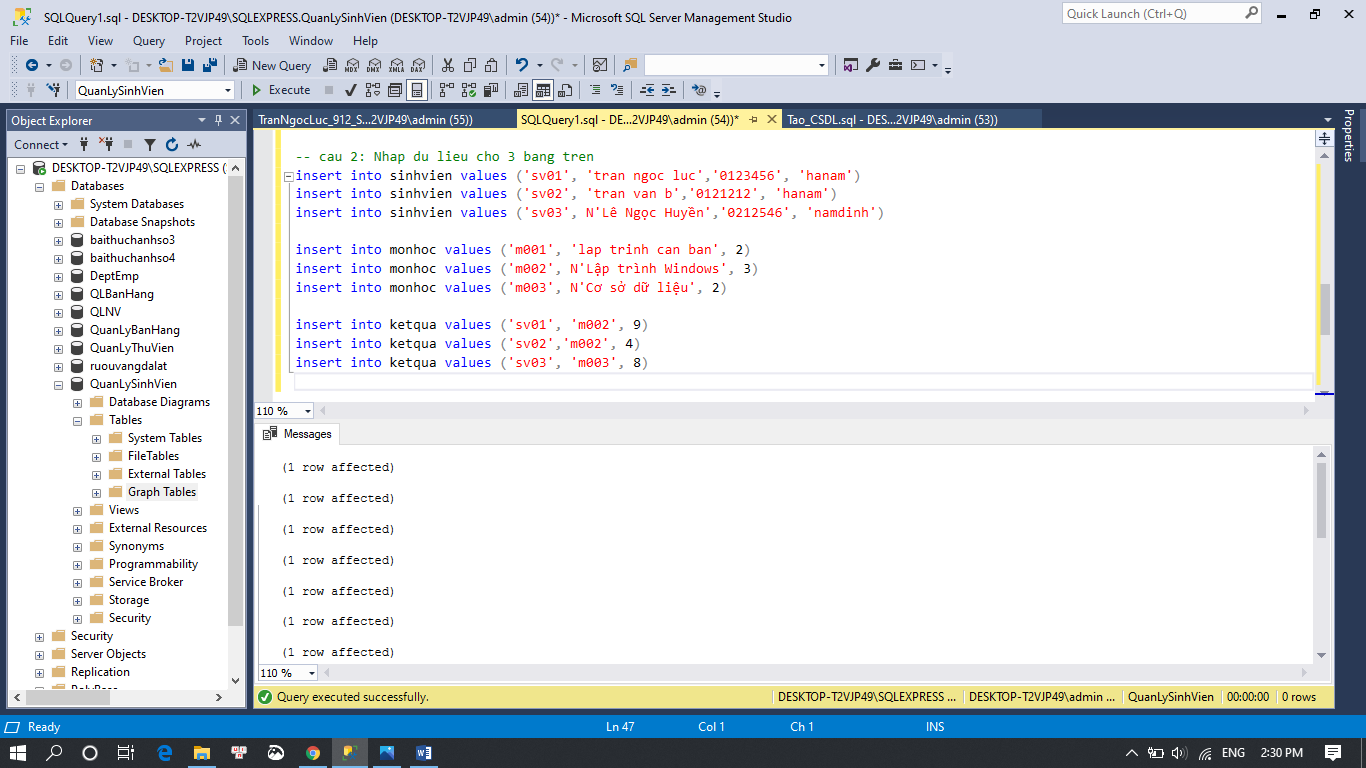 SQLQuery1.sql - DESKTOP-T2VJP49\SQLEXPRESS.QuanLySinhVien (DESKTOP-T2VJP49\admin (54))* - Microsoft SQL Server Management Studio
Quick Launch (Ctrl+Q)
File Edit View Query Project Tools Window Help
New Query MDX DMX XMLA DAX
QuanLySinhVien Execute
Object Explorer
Connect
DESKTOP-T2VJP49\SQLEXPRESS (
Databases
System Databases
Database Snapshots
baithuchanhso3
baithuchanhso4
DeptEmp
QLBanHang
QLNV
QuanLyBanHang
QuanLyThuVien
ruouvangdalat
QuanLySinhVien
Database Diagrams
Tables
System Tables
FileTables
External Tables
Graph Tables
Views
External Resources
Synonyms
Programmability
Service Broker
Storage
Security
Security
Server Objects
Replication
PolyBase
TranNgocLuc_912_S...2VJP49\admin (55)) SQLQuery1.sql - DE...2VJP49\admin (54))* Tao_CSDL.sql - DES...2VJP49\admin (53))
-- cau 2: Nhap du lieu cho 3 bang tren
insert into sinhvien values ('sv01', 'tran ngoc luc','0123456', 'hanam')
insert into sinhvien values ('sv02', 'tran van b','0121212', 'hanam')
insert into sinhvien values ('sv03', N'Lê Ngọc Huyền','0212546', 'namdinh')
insert into monhoc values ('m001', 'lap trinh can ban', 2)
insert into monhoc values ('m002', N'Lập trình Windows', 3)
insert into monhoc values ('m003', N'Cơ sở dữ liệu', 2)
insert into ketqua values ('sv01', 'm002', 9)
insert into ketqua values ('sv02','m002', 4)
insert into ketqua values ('sv03', 'm003', 8)
110 %
Messages
(1 row affected)
(1 row affected)
(1 row affected)
(1 row affected)
(1 row affected)
(1 row affected)
(1 row affected)
110 %
Query executed successfully. DESKTOP-T2VJP49\SQLEXPRESS ... DESKTOP-T2VJP49\admin ... QuanLySinhVien 00:00:00 0 rows
Properties
Ready Ln 47 Col 1 Ch 1 INS
ENG 2:30 PM